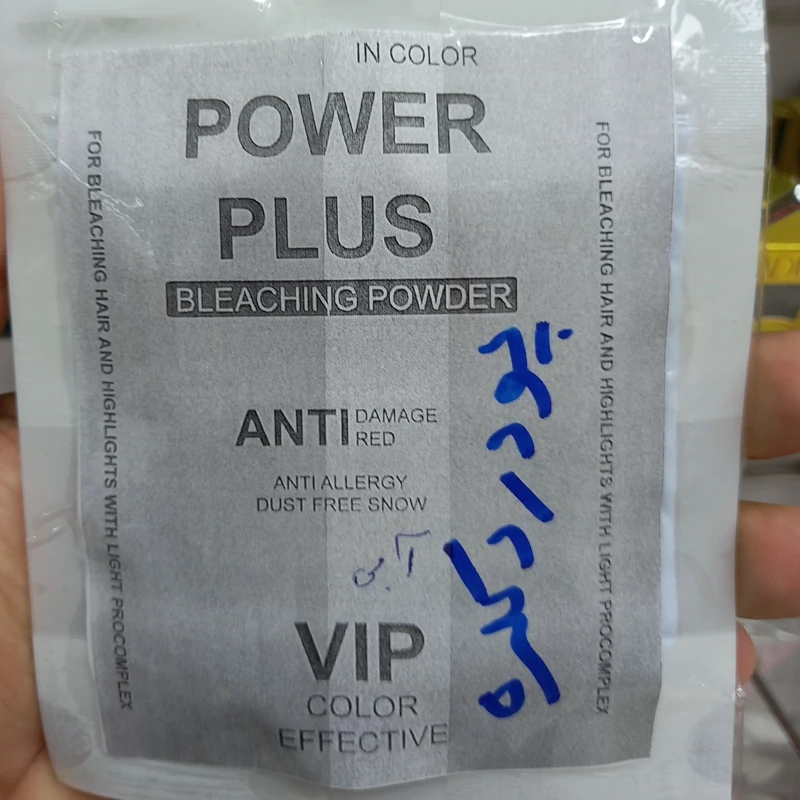 IN COLOR
POWER
PLUS
BLEACHING POWDER
ANTI DAMAGE
RED
ANTI ALLERGY
DUST FREE SNOW
VIP
COLOR
EFFECTIVE
FOR BLEACHING HAIR AND HIGHLIGHTS WITH LIGHT PROCOMPLEX
FOR BLEACHING HAIR AND HIGHLIGHTS WITH LIGHT PROCOMPLEX